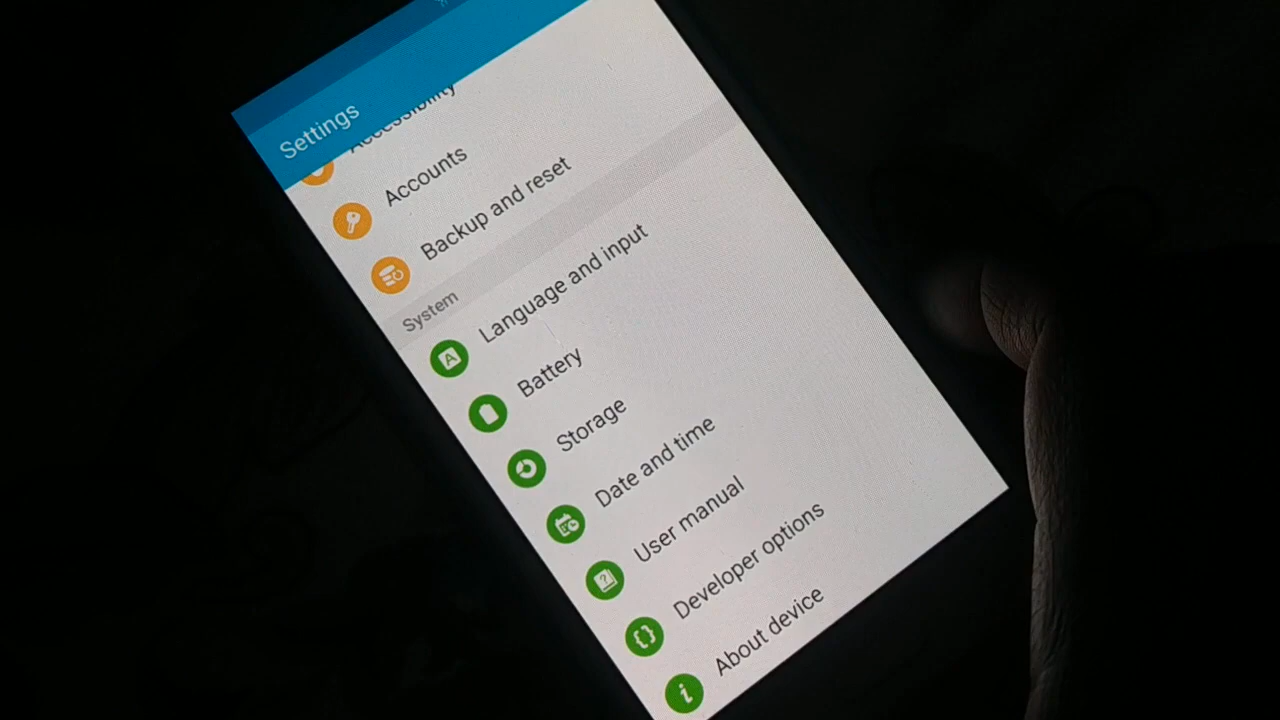 Settings
Accessibility
Accounts
Backup and reset
System
Language and input
Battery
Storage
Date and time
User manual
Developer options
About device